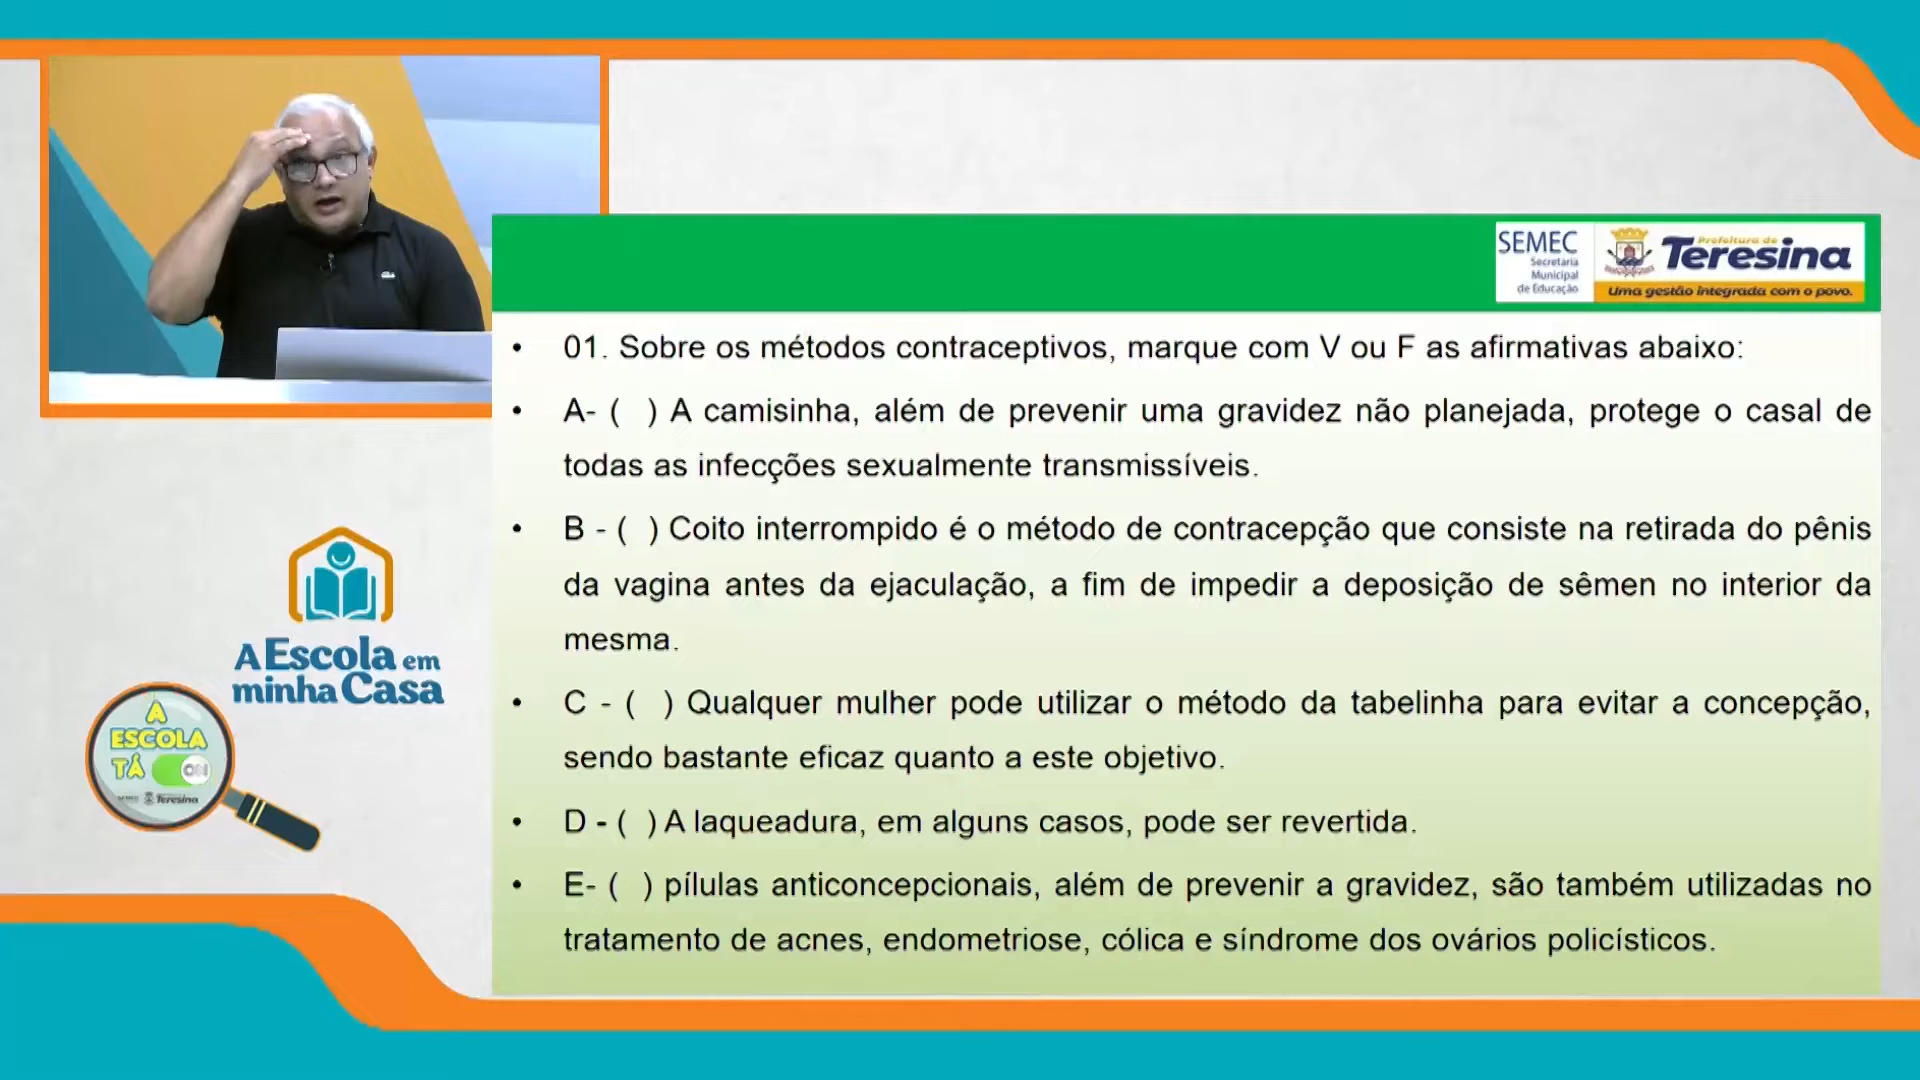 SEMEC
Secretaria
Municipal
de Educação
Prefeitura de
Teresina
Uma gestão integrada com o povo.
• 01. Sobre os métodos contraceptivos, marque com V ou F as afirmativas abaixo:
• A- ( ) A camisinha, além de prevenir uma gravidez não planejada, protege o casal de
todas as infecções sexualmente transmissíveis.
• B - ( ) Coito interrompido é o método de contracepção que consiste na retirada do pênis
da vagina antes da ejaculação, a fim de impedir a deposição de sêmen no interior da
mesma.
• C - ( ) Qualquer mulher pode utilizar o método da tabelinha para evitar a concepção,
sendo bastante eficaz quanto a este objetivo.
• D - ( ) A laqueadura, em alguns casos, pode ser revertida.
• E- ( ) pílulas anticoncepcionais, além de prevenir a gravidez, são também utilizadas no
tratamento de acnes, endometriose, cólica e síndrome dos ovários policísticos.
A Escola em
minha Casa
A
ESCOLA
TÁ ON
SEMEC Teresina